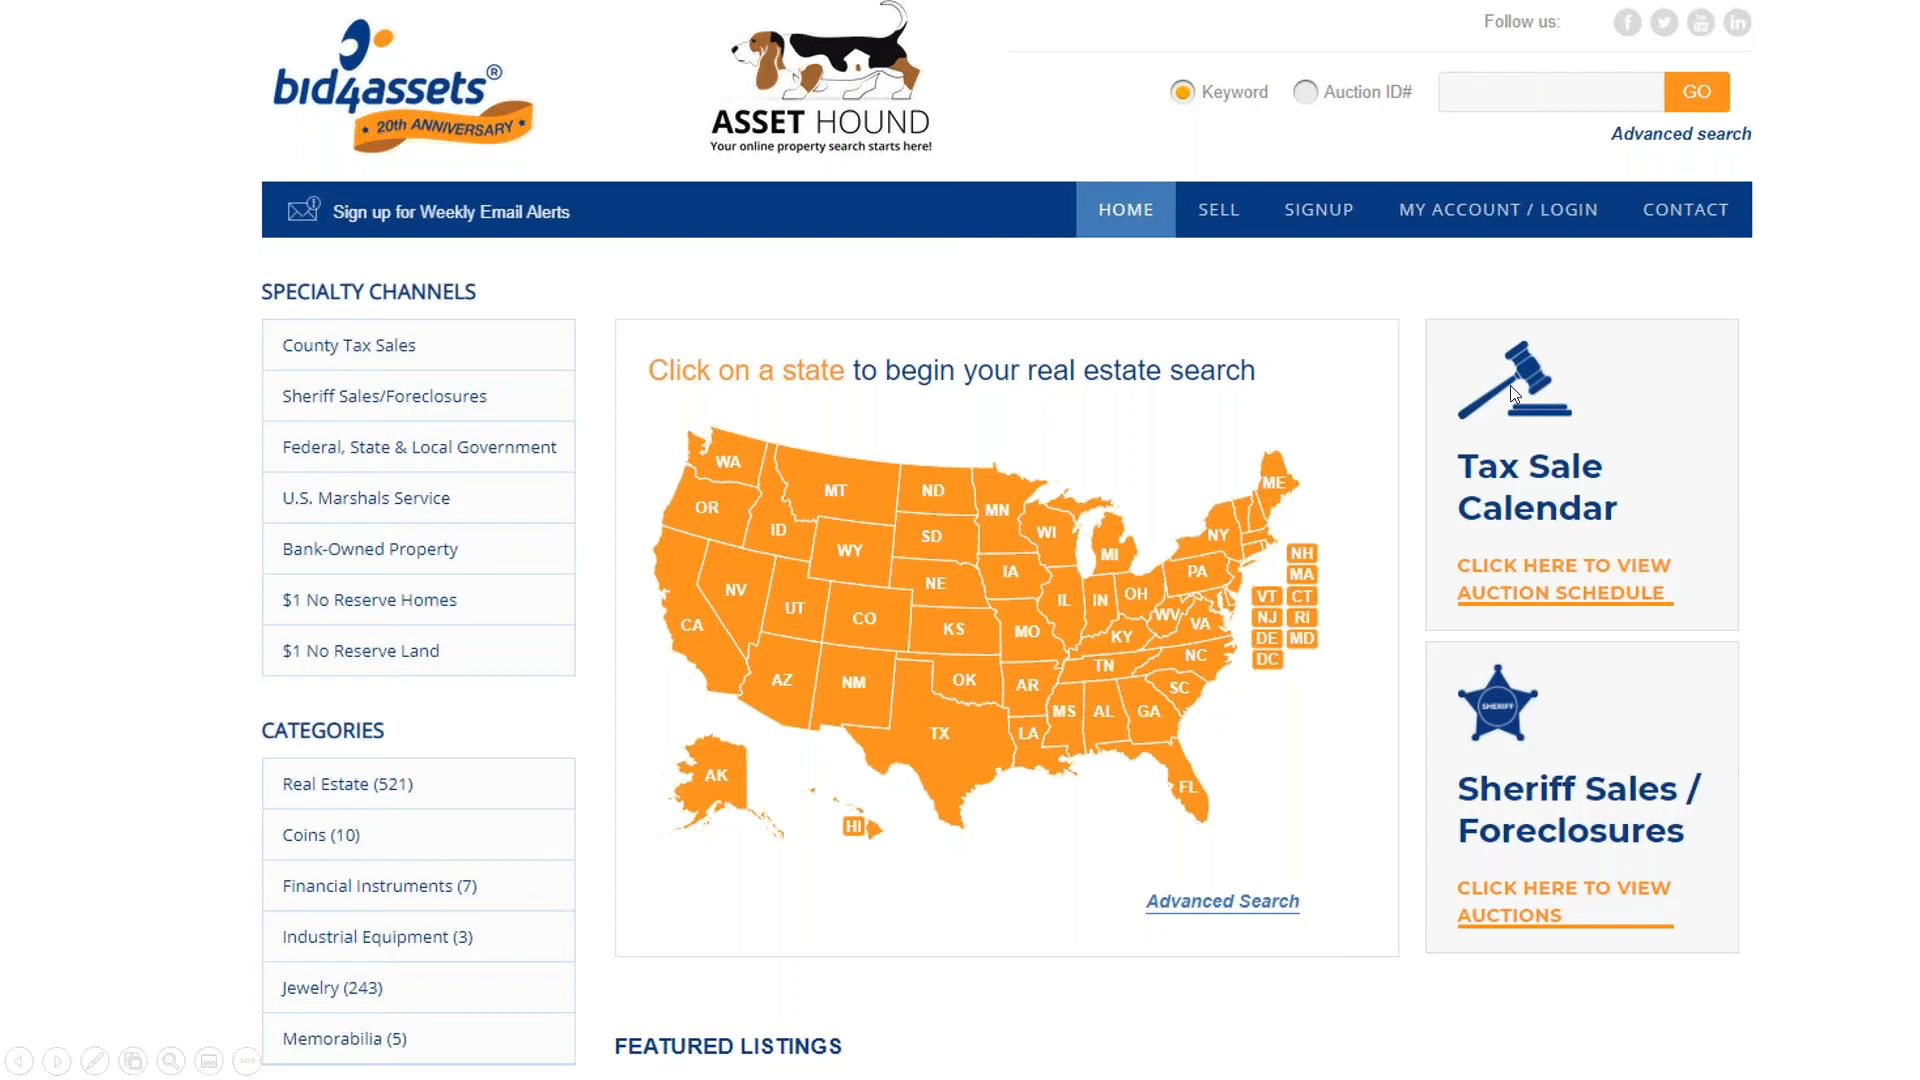 bid4assets®
★ 20th ANNIVERSARY ★
ASSET HOUND
Your online property search starts here!
Follow us:
Keyword
Auction ID#
GO
Advanced search
Sign up for Weekly Email Alerts
HOME
SELL
SIGNUP
MY ACCOUNT / LOGIN
CONTACT
SPECIALTY CHANNELS
County Tax Sales
Sheriff Sales/Foreclosures
Federal, State & Local Government
U.S. Marshals Service
Bank-Owned Property
$1 No Reserve Homes
$1 No Reserve Land
CATEGORIES
Real Estate (521)
Coins (10)
Financial Instruments (7)
Industrial Equipment (3)
Jewelry (243)
Memorabilia (5)
Click on a state to begin your real estate search
WA
MT
ND
MN
ME
OR
ID
SD
WI
NY
WY
MI
NH
IA
PA
MA
NV
NE
UT
IL
IN
OH
VT
CT
CA
CO
KS
MO
WV
VA
NJ
RI
KY
DE
MD
NC
DC
TN
AZ
NM
OK
AR
SC
TX
MS
AL
GA
LA
AK
FL
HI
Advanced Search
Tax Sale
Calendar
CLICK HERE TO VIEW
AUCTION SCHEDULE
SHERIFF
Sheriff Sales /
Foreclosures
CLICK HERE TO VIEW
AUCTIONS
FEATURED LISTINGS